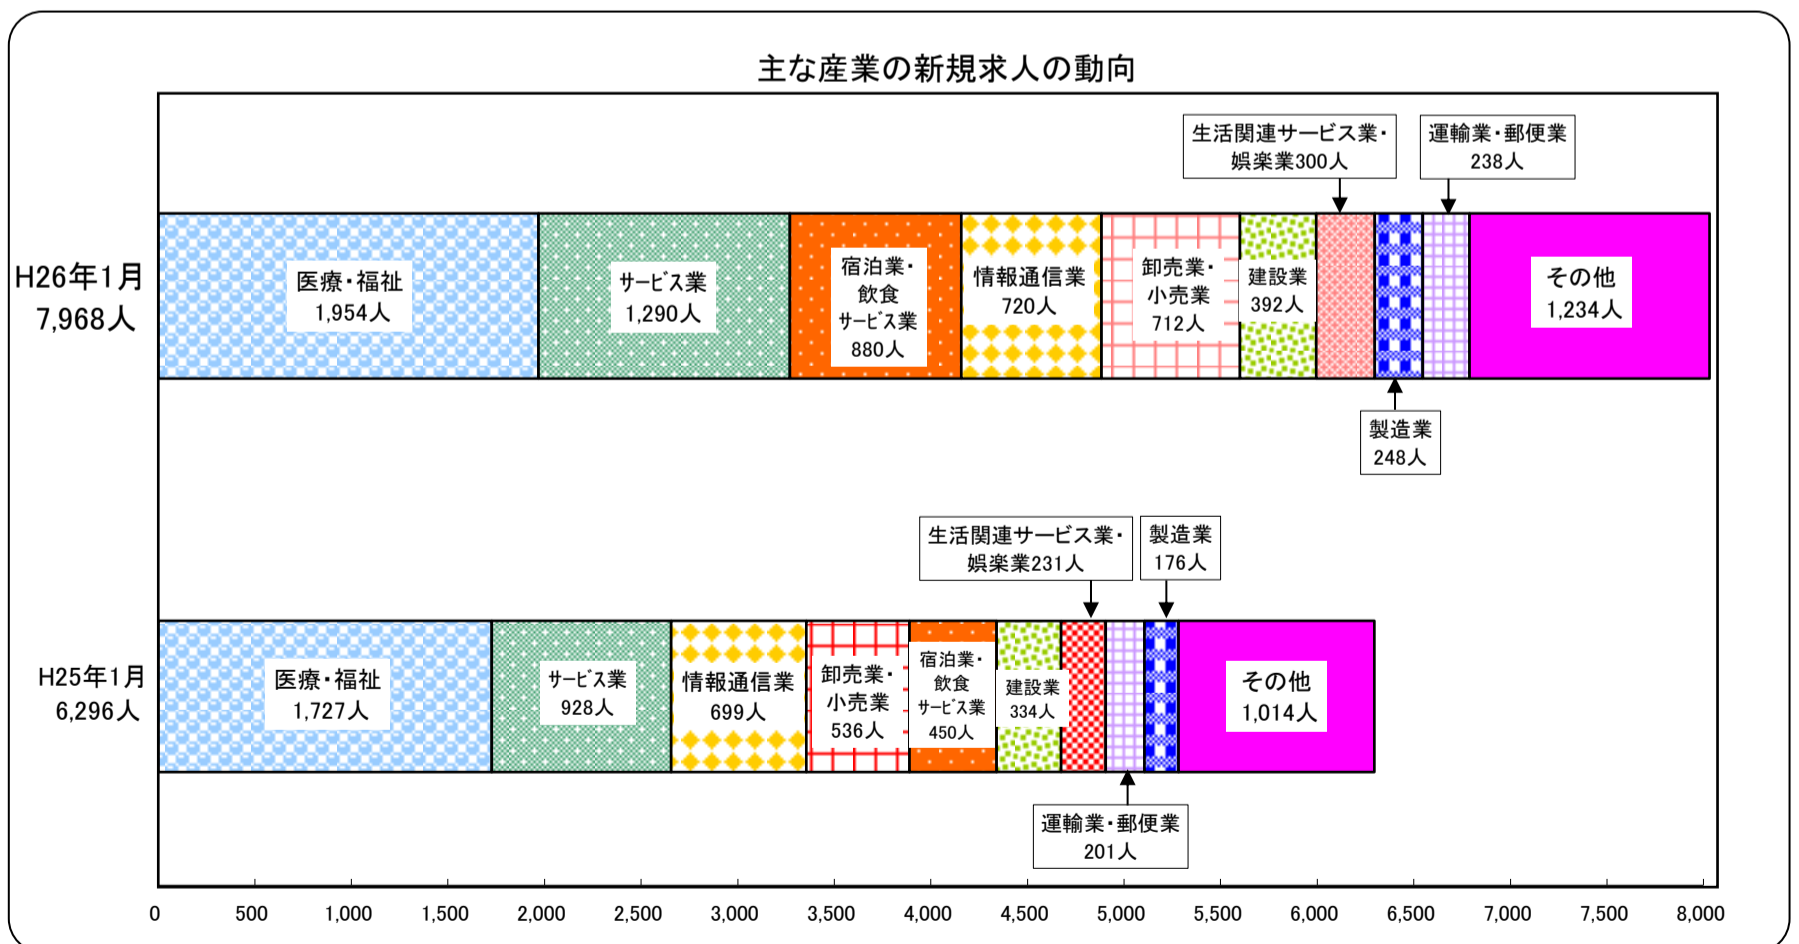 主な産業の新規求人の動向
生活関連サービス業・
娯楽業300人
運輸業・郵便業
238人
H26年1月
7,968人
医療・福祉
1,954人
ｻｰﾋﾞｽ業
1,290人
宿泊業・
飲食
ｻｰﾋﾞｽ業
880人
情報通信業
720人
卸売業・
小売業
712人
建設業
392人
その他
1,234人
製造業
248人
生活関連サービス業・
娯楽業231人
製造業
176人
H25年1月
6,296人
医療・福祉
1,727人
ｻｰﾋﾞｽ業
928人
情報通信業
699人
卸売業・
小売業
536人
宿泊業・
飲食
ｻｰﾋﾞｽ業
450人
建設業
334人
その他
1,014人
運輸業・郵便業
201人
0 500 1,000 1,500 2,000 2,500 3,000 3,500 4,000 4,500 5,000 5,500 6,000 6,500 7,000 7,500 8,000